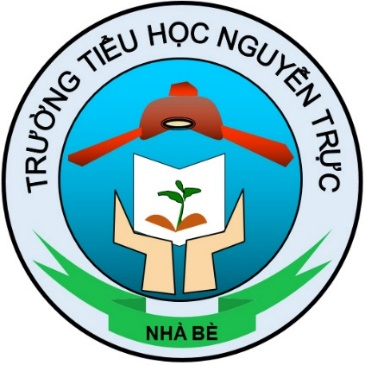 TRƯỜNG TIỂU HỌC NGUYỄN TRỰC
NHÀ BÈ